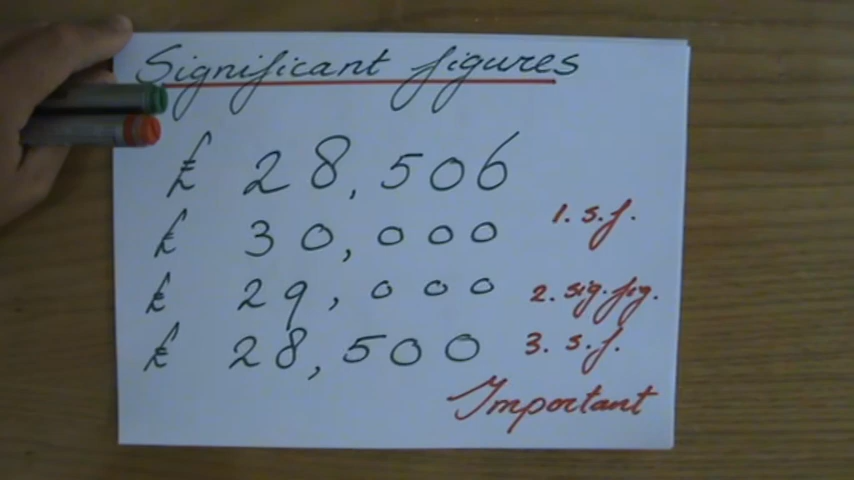 Significant figures
£ 28,506
£ 30,000 1. s.f.
£ 29,000 2. sig. fig.
£ 28,500 3. s.f.
Important